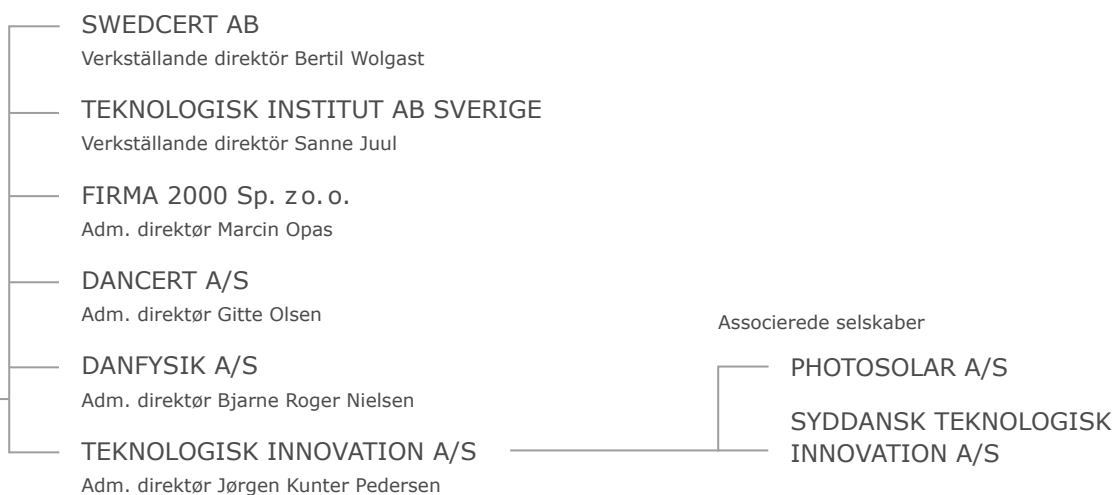 SWEDCERT AB
Verkställande direktör Bertil Wolgast
TEKNOLOGISK INSTITUT AB SVERIGE
Verkställande direktör Sanne Juul
FIRMA 2000 Sp. zo.o.
Adm. direktør Marcin Opas
DANCERT A/S
Adm. direktør Gitte Olsen
DANFYSIK A/S
Adm. direktør Bjarne Roger Nielsen
TEKNOLOGISK INNOVATION A/S
Adm. direktør Jørgen Kunter Pedersen
Associerede selskaber
PHOTOSOLAR A/S
SYDDANSK TEKNOLOGISK
INNOVATION A/S